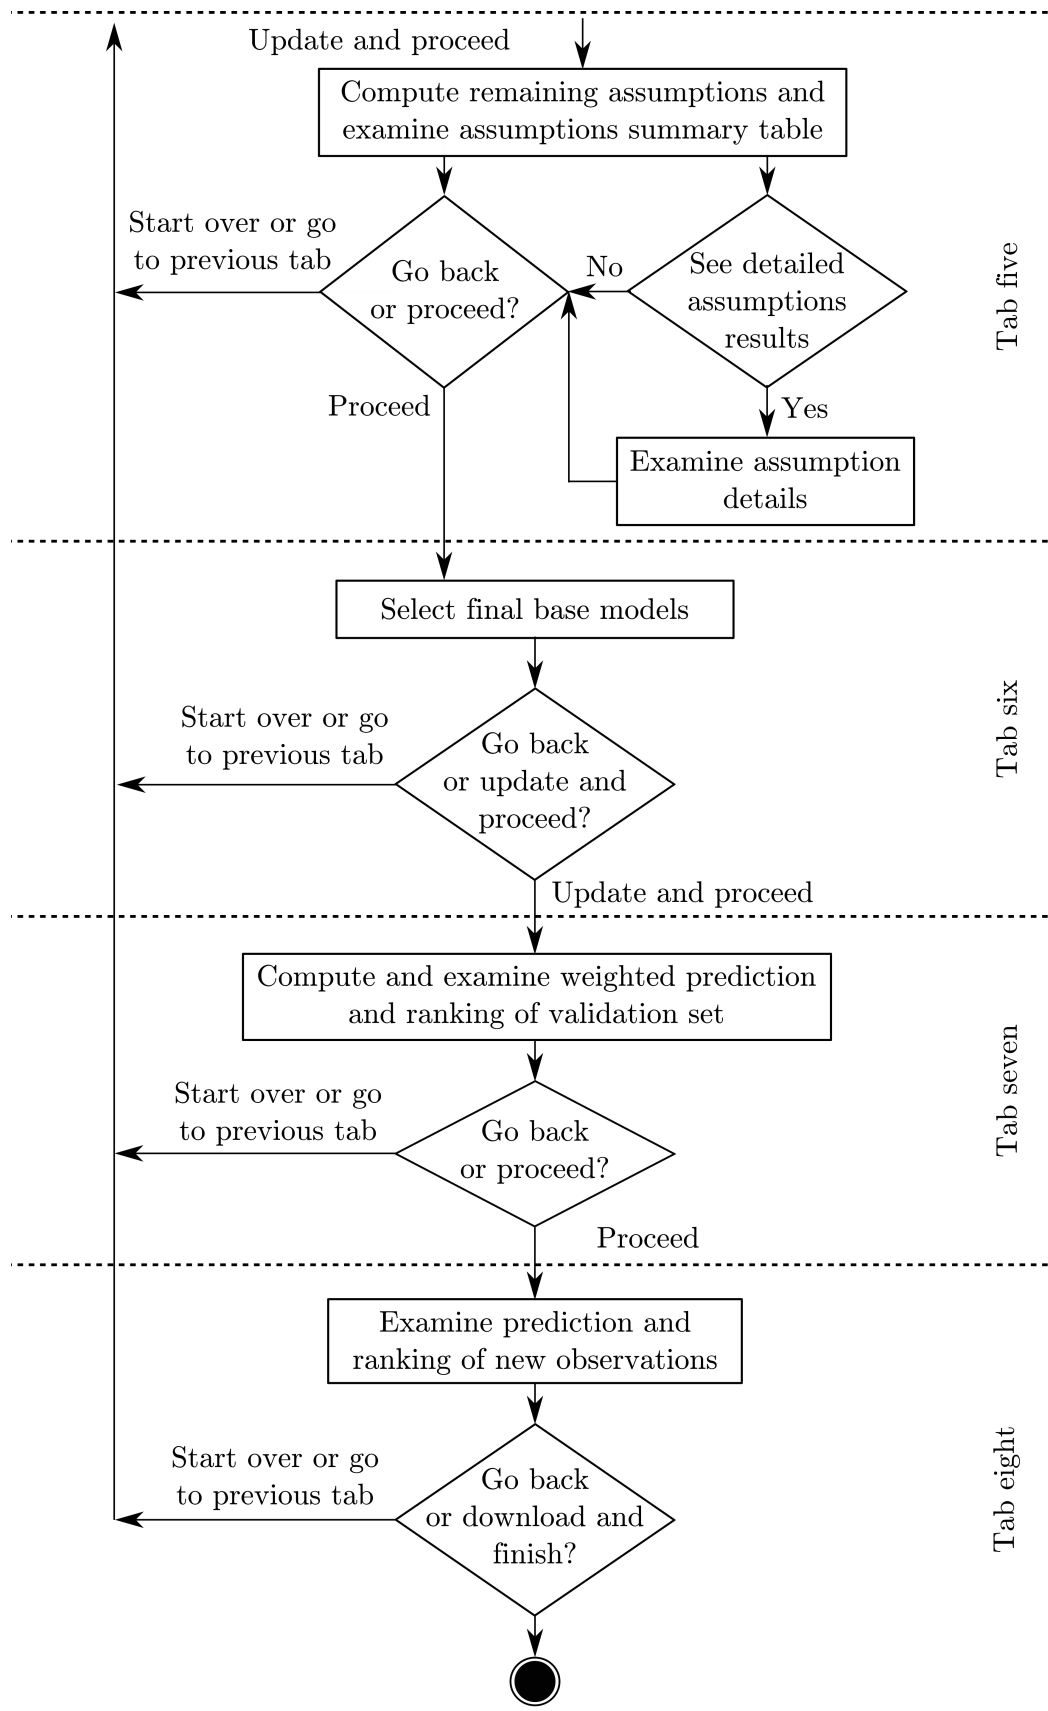 Update and proceed
Compute remaining assumptions and
examine assumptions summary table
Start over or go
to previous tab
Go back
or proceed?
No
See detailed
assumptions
results
Tab five
Proceed
Yes
Examine assumption
details
Select final base models
Start over or go
to previous tab
Go back
or update and
proceed?
Tab six
Update and proceed
Compute and examine weighted prediction
and ranking of validation set
Start over or go
to previous tab
Go back
or proceed?
Tab seven
Proceed
Examine prediction and
ranking of new observations
Start over or go
to previous tab
Go back
or download and
finish?
Tab eight